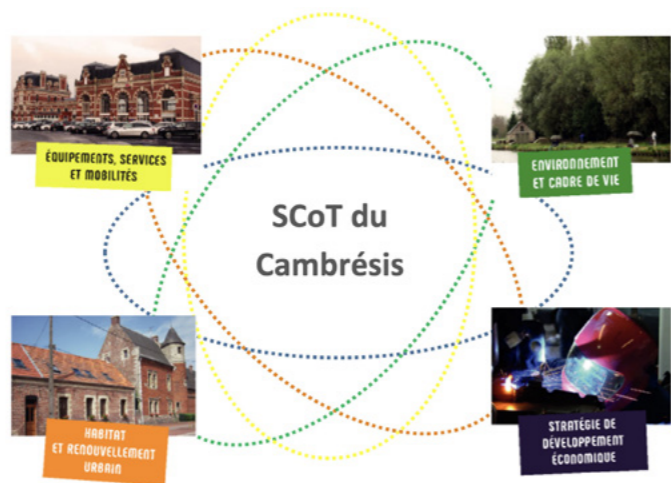 ÉQUIPEMENTS, SERVICES
ET MOBILITÉS
ENVIRONNEMENT
ET CADRE DE VIE
SCoT du
Cambrésis
HABITAT
ET RENOUVELLEMENT
URBAIN
STRATÉGIE DE
DÉVELOPPEMENT
ÉCONOMIQUE